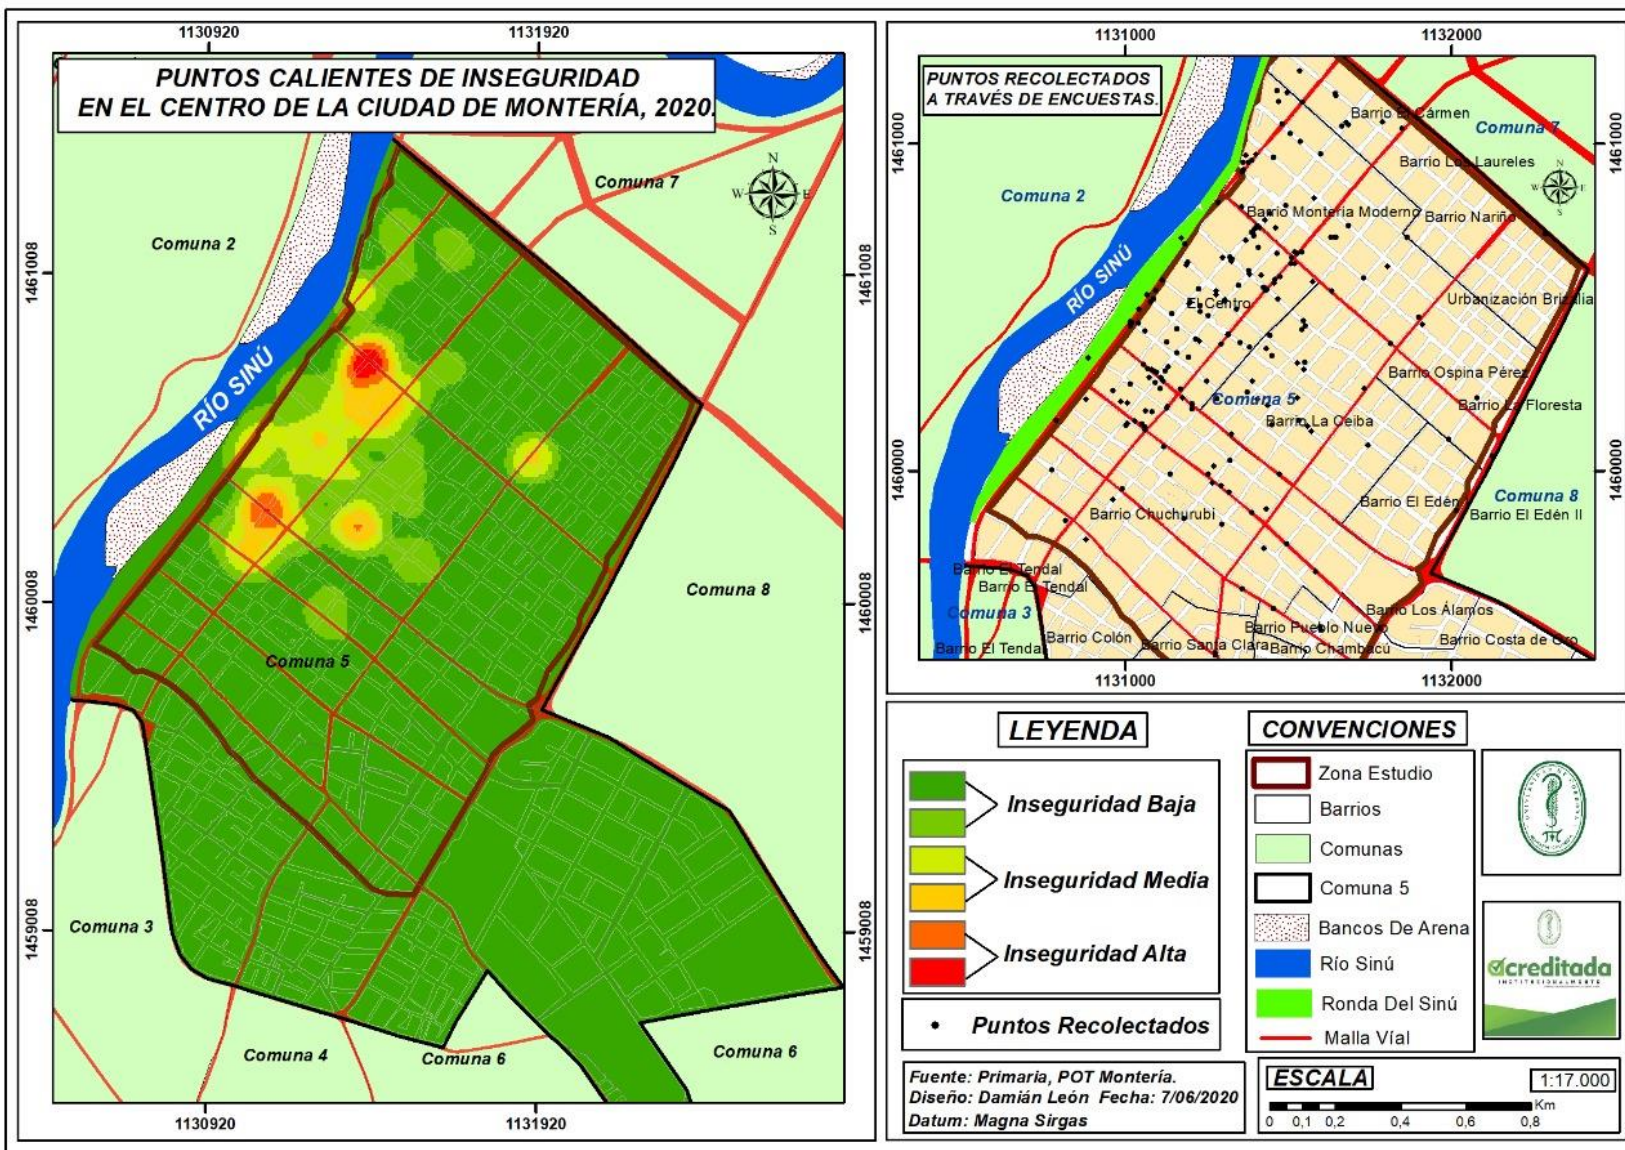 1130920
1131920
PUNTOS CALIENTES DE INSEGURIDAD
EN EL CENTRO DE LA CIUDAD DE MONTERÍA, 2020.
N
W
E
S
Comuna 7
Comuna 2
1461008
1461008
RÍO SINÚ
Comuna 8
1460008
1460008
Comuna 5
Comuna 3
1459008
1459008
Comuna 4
Comuna 6
Comuna 6
1130920
1131920
1131000
1132000
PUNTOS RECOLECTADOS
A TRAVÉS DE ENCUESTAS.
Barrio El Cármen
Comuna 7
1461000
1461000
Barrio Los Laureles
Comuna 2
N
W
E
S
Barrio Montería Moderno
Barrio Nariño
RÍO SINÚ
El Centro
Urbanización Brizalia
Barrio Ospina Pérez
Comuna 5
Barrio La Floresta
Barrio La Ceiba
1460000
1460000
Comuna 8
Barrio El Edén I
Barrio El Edén II
Barrio Chuchurubi
Barrio El Tendal
Barrio El Tendal
Comuna 3
Barrio Los Álamos
Barrio Pueblo Nuevo
Barrio Colón
Barrio Costa de Oro
Barrio El Tendal
Barrio Santa Clara
Barrio Chambacú
1131000
1132000
LEYENDA
Inseguridad Baja
Inseguridad Media
Inseguridad Alta
Puntos Recolectados
CONVENCIONES
Zona Estudio
Barrios
Comunas
Comuna 5
Bancos De Arena
Río Sinú
Ronda Del Sinú
Malla Víal
acreditada
INSTITUCIONALMENTE
Fuente: Primaria, POT Montería.
Diseño: Damián León Fecha: 7/06/2020
Datum: Magna Sirgas
ESCALA
1:17.000
Km
0 0,1 0,2 0,4 0,6 0,8